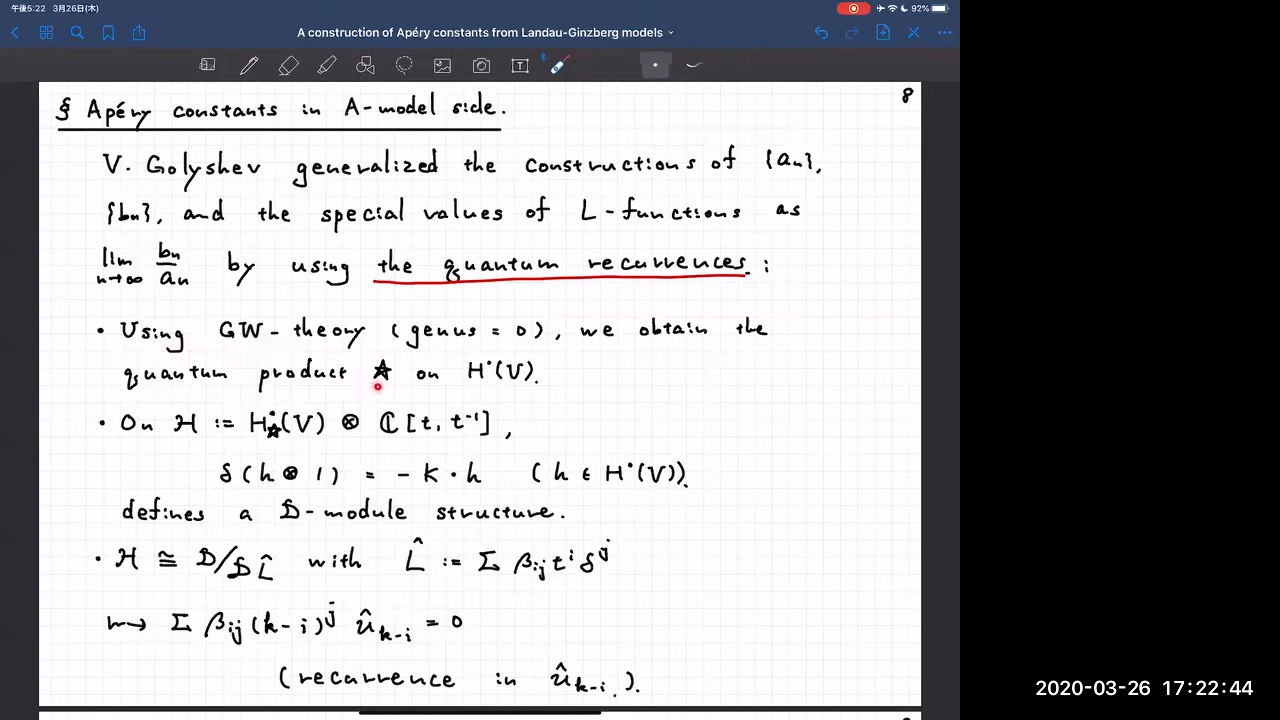 午後5:22 3月26日(木)
92%
A construction of Apéry constants from Landau-Ginzberg models
8
§ Apéry constants in A-model side.
V. Golyshev generalized the constructions of {an},
{bn}, and the special values of L-functions as
lim n→∞ bn/an by using the quantum recurrences. :
• Using GW-theory (genus = 0), we obtain the
quantum product ☆ on H˙(V).
• On ℋ := H˙☆(V) ⊗ ℂ[t, t⁻¹],
δ(h ⊗ 1) = -K・h (h ∈ H˙(V)).
defines a D-module structure.
• ℋ ≅ D/DL̂ with L̂ := Σ βij tⁱ δʲ
↦ Σ βij (k-i)ʲ ûk-i = 0
(recurrence in ûk-i.).
2020-03-26 17:22:44